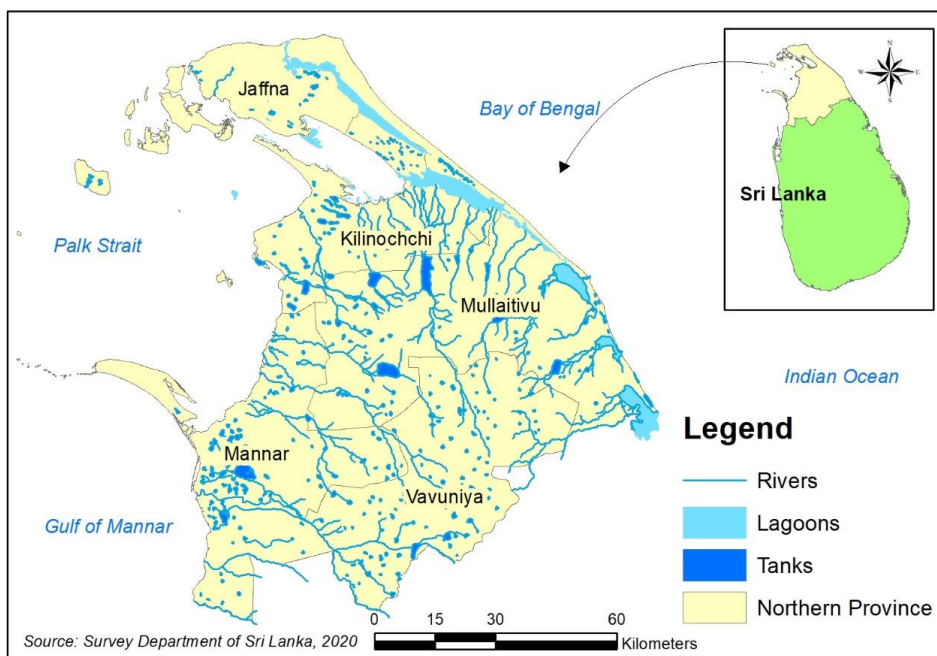 Jaffna
Bay of Bengal
N
W
E
S
Sri Lanka
Palk Strait
Kilinochchi
Mullaitivu
Indian Ocean
Mannar
Vavuniya
Gulf of Mannar
Legend
Rivers
Lagoons
Tanks
Northern Province
Source: Survey Department of Sri Lanka, 2020
0 15 30 60
Kilometers